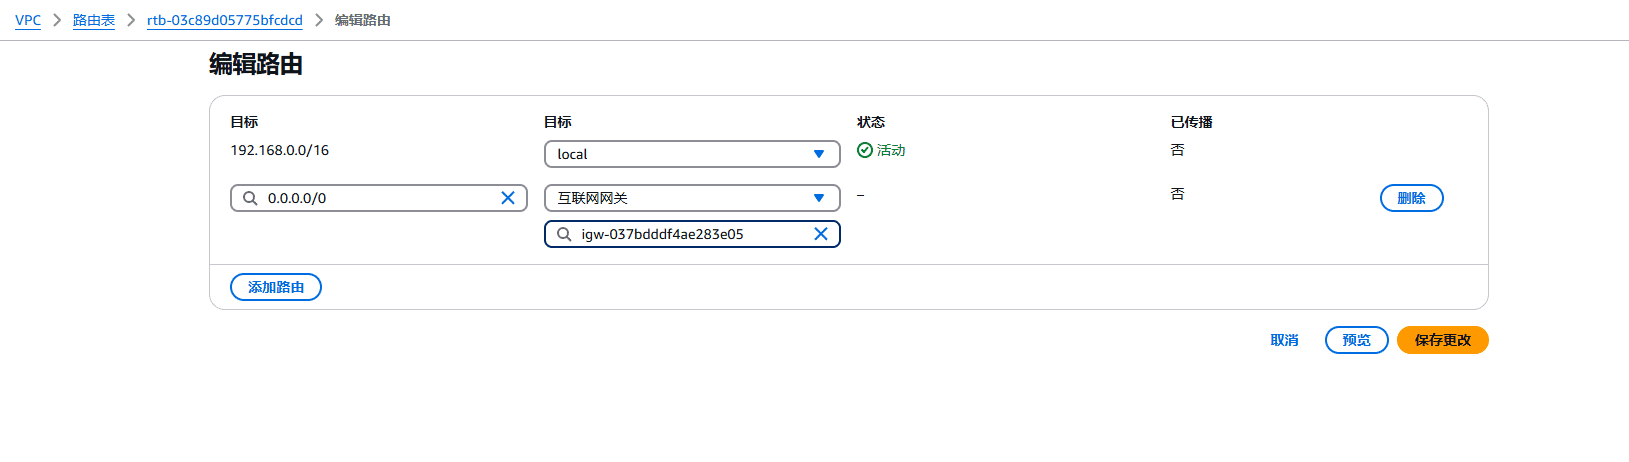 VPC > 路由表 > rtb-03c89d05775bfcdcd > 编辑路由
编辑路由
目标 目标 状态 已传播
192.168.0.0/16 local 活动 否
0.0.0.0/0 互联网网关 – 否 删除
igw-037bdddf4ae283e05
添加路由
取消 预览 保存更改